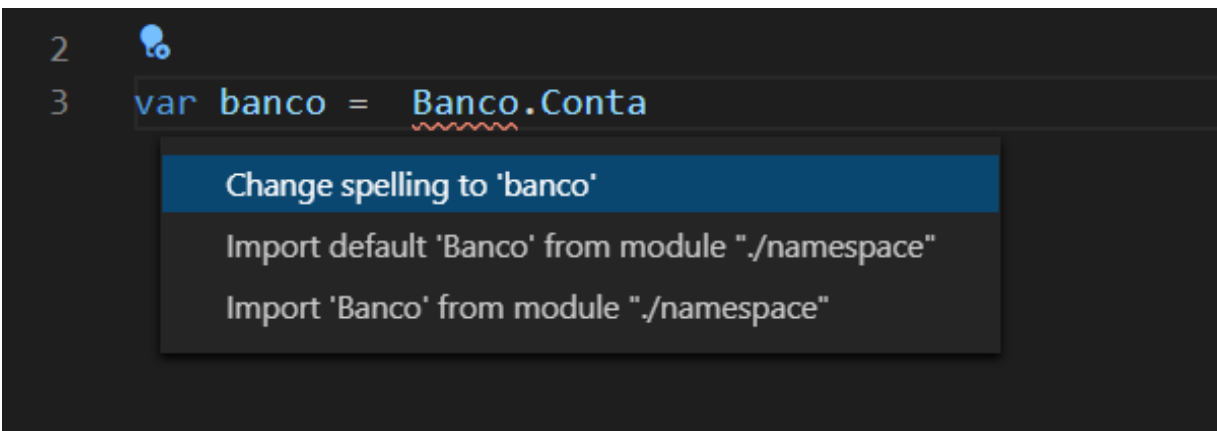 2
3 var banco =  Banco.Conta
Change spelling to 'banco'
Import default 'Banco' from module "./namespace"
Import 'Banco' from module "./namespace"